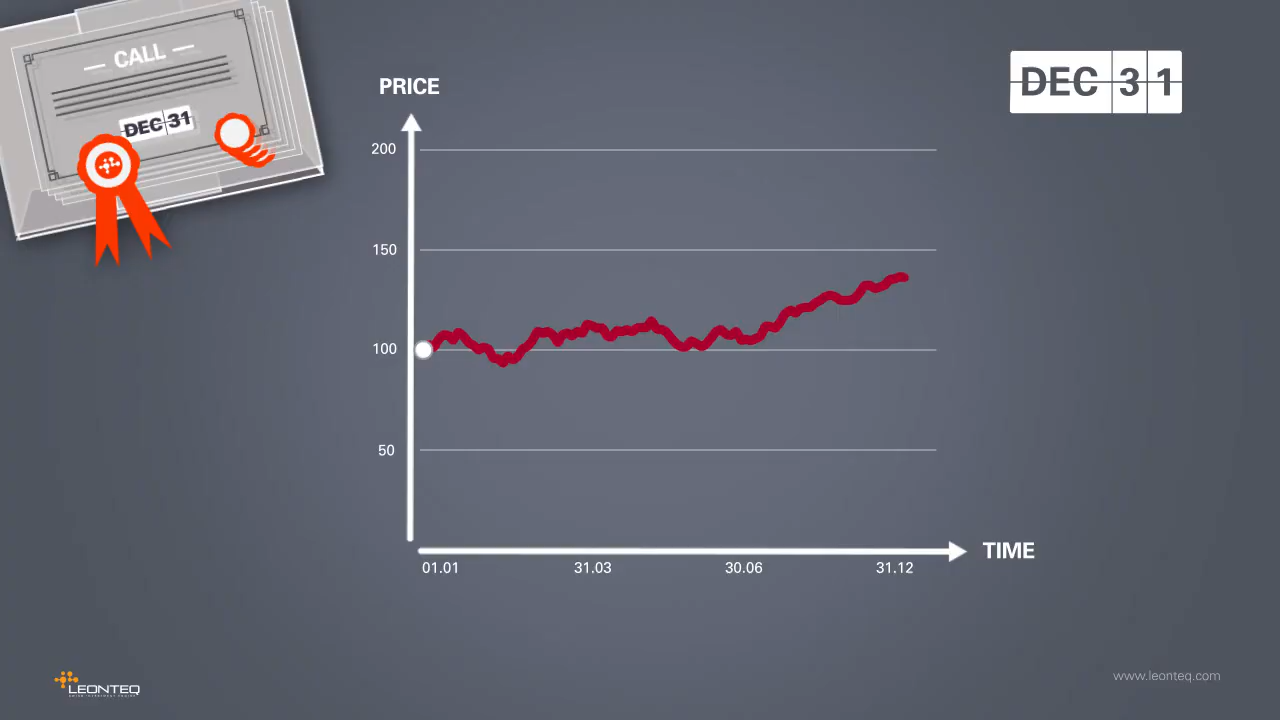 CALL
DEC 31
PRICE
DEC 31
200
150
100
50
TIME
01.01
31.03
30.06
31.12
LEONTEQ
www.leonteq.com